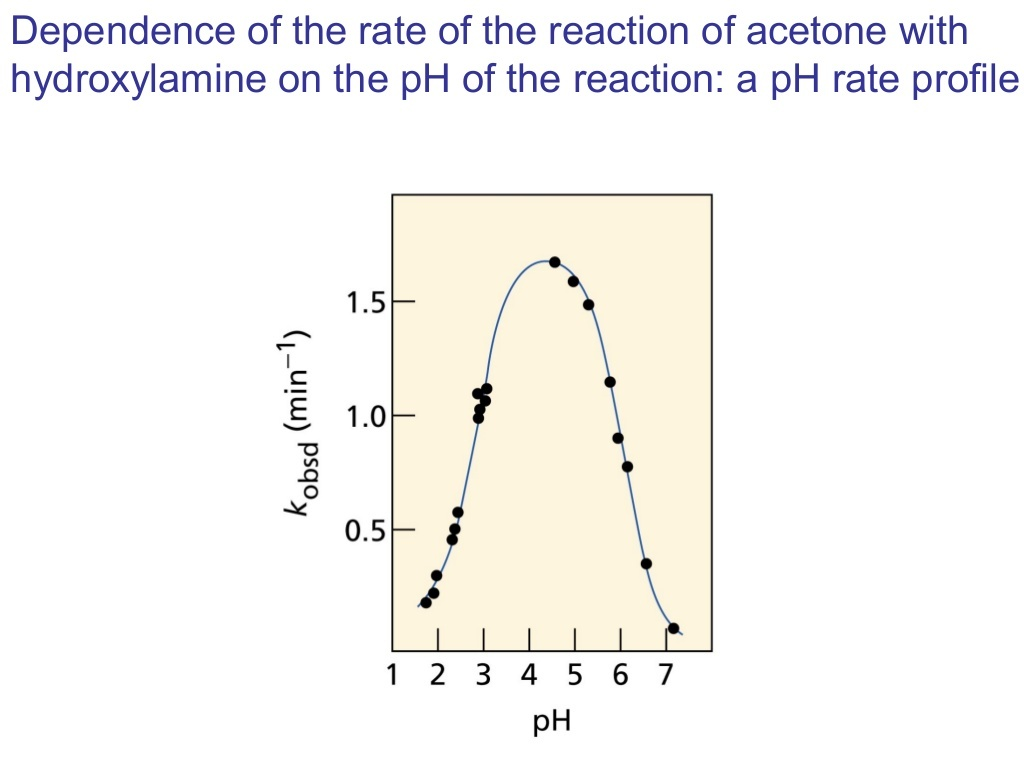 Dependence of the rate of the reaction of acetone with
hydroxylamine on the pH of the reaction: a pH rate profile
1.5
1.0
0.5
kobsd (min−1)
1 2 3 4 5 6 7
pH